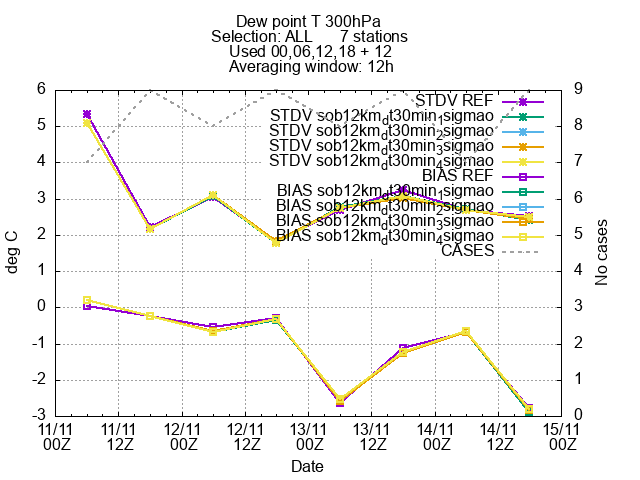 Dew point T 300hPa
Selection: ALL 7 stations
Used 00,06,12,18 + 12
Averaging window: 12h
STDV REF
STDV sob12km_dt30min_1sigmao
STDV sob12km_dt30min_2sigmao
STDV sob12km_dt30min_3sigmao
STDV sob12km_dt30min_4sigmao
BIAS REF
BIAS sob12km_dt30min_1sigmao
BIAS sob12km_dt30min_2sigmao
BIAS sob12km_dt30min_3sigmao
BIAS sob12km_dt30min_4sigmao
CASES
6
5
4
3
2
1
0
-1
-2
-3
deg C
9
8
7
6
5
4
3
2
1
0
No cases
11/11 11/11 12/11 12/11 13/11 13/11 14/11 14/11 15/11
00Z 12Z 00Z 12Z 00Z 12Z 00Z 12Z 00Z
Date